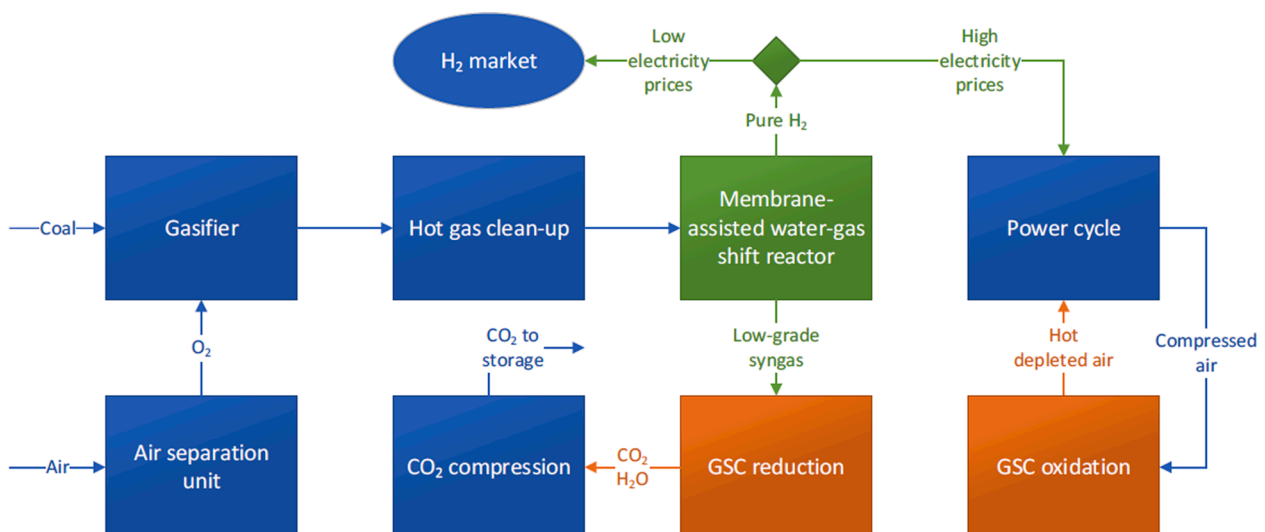 H₂ market
Low
electricity
prices
High
electricity
prices
Pure H₂
Coal
Gasifier
Hot gas clean-up
Membrane-
assisted water-gas
shift reactor
Power cycle
O₂
CO₂ to
storage
Low-grade
syngas
Hot
depleted air
Compressed
air
Air
Air separation
unit
CO₂ compression
CO₂
H₂O
GSC reduction
GSC oxidation